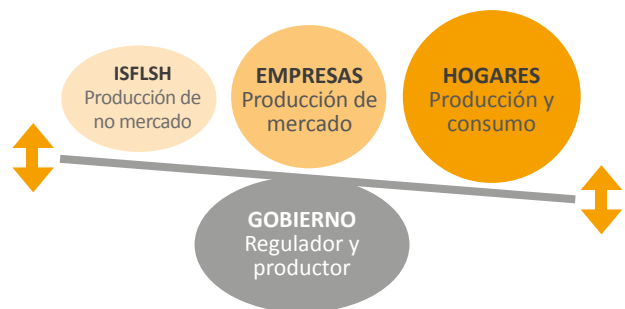 ISFLSH
Producción de
no mercado
EMPRESAS
Producción de
mercado
HOGARES
Producción y
consumo
GOBIERNO
Regulador y
productor